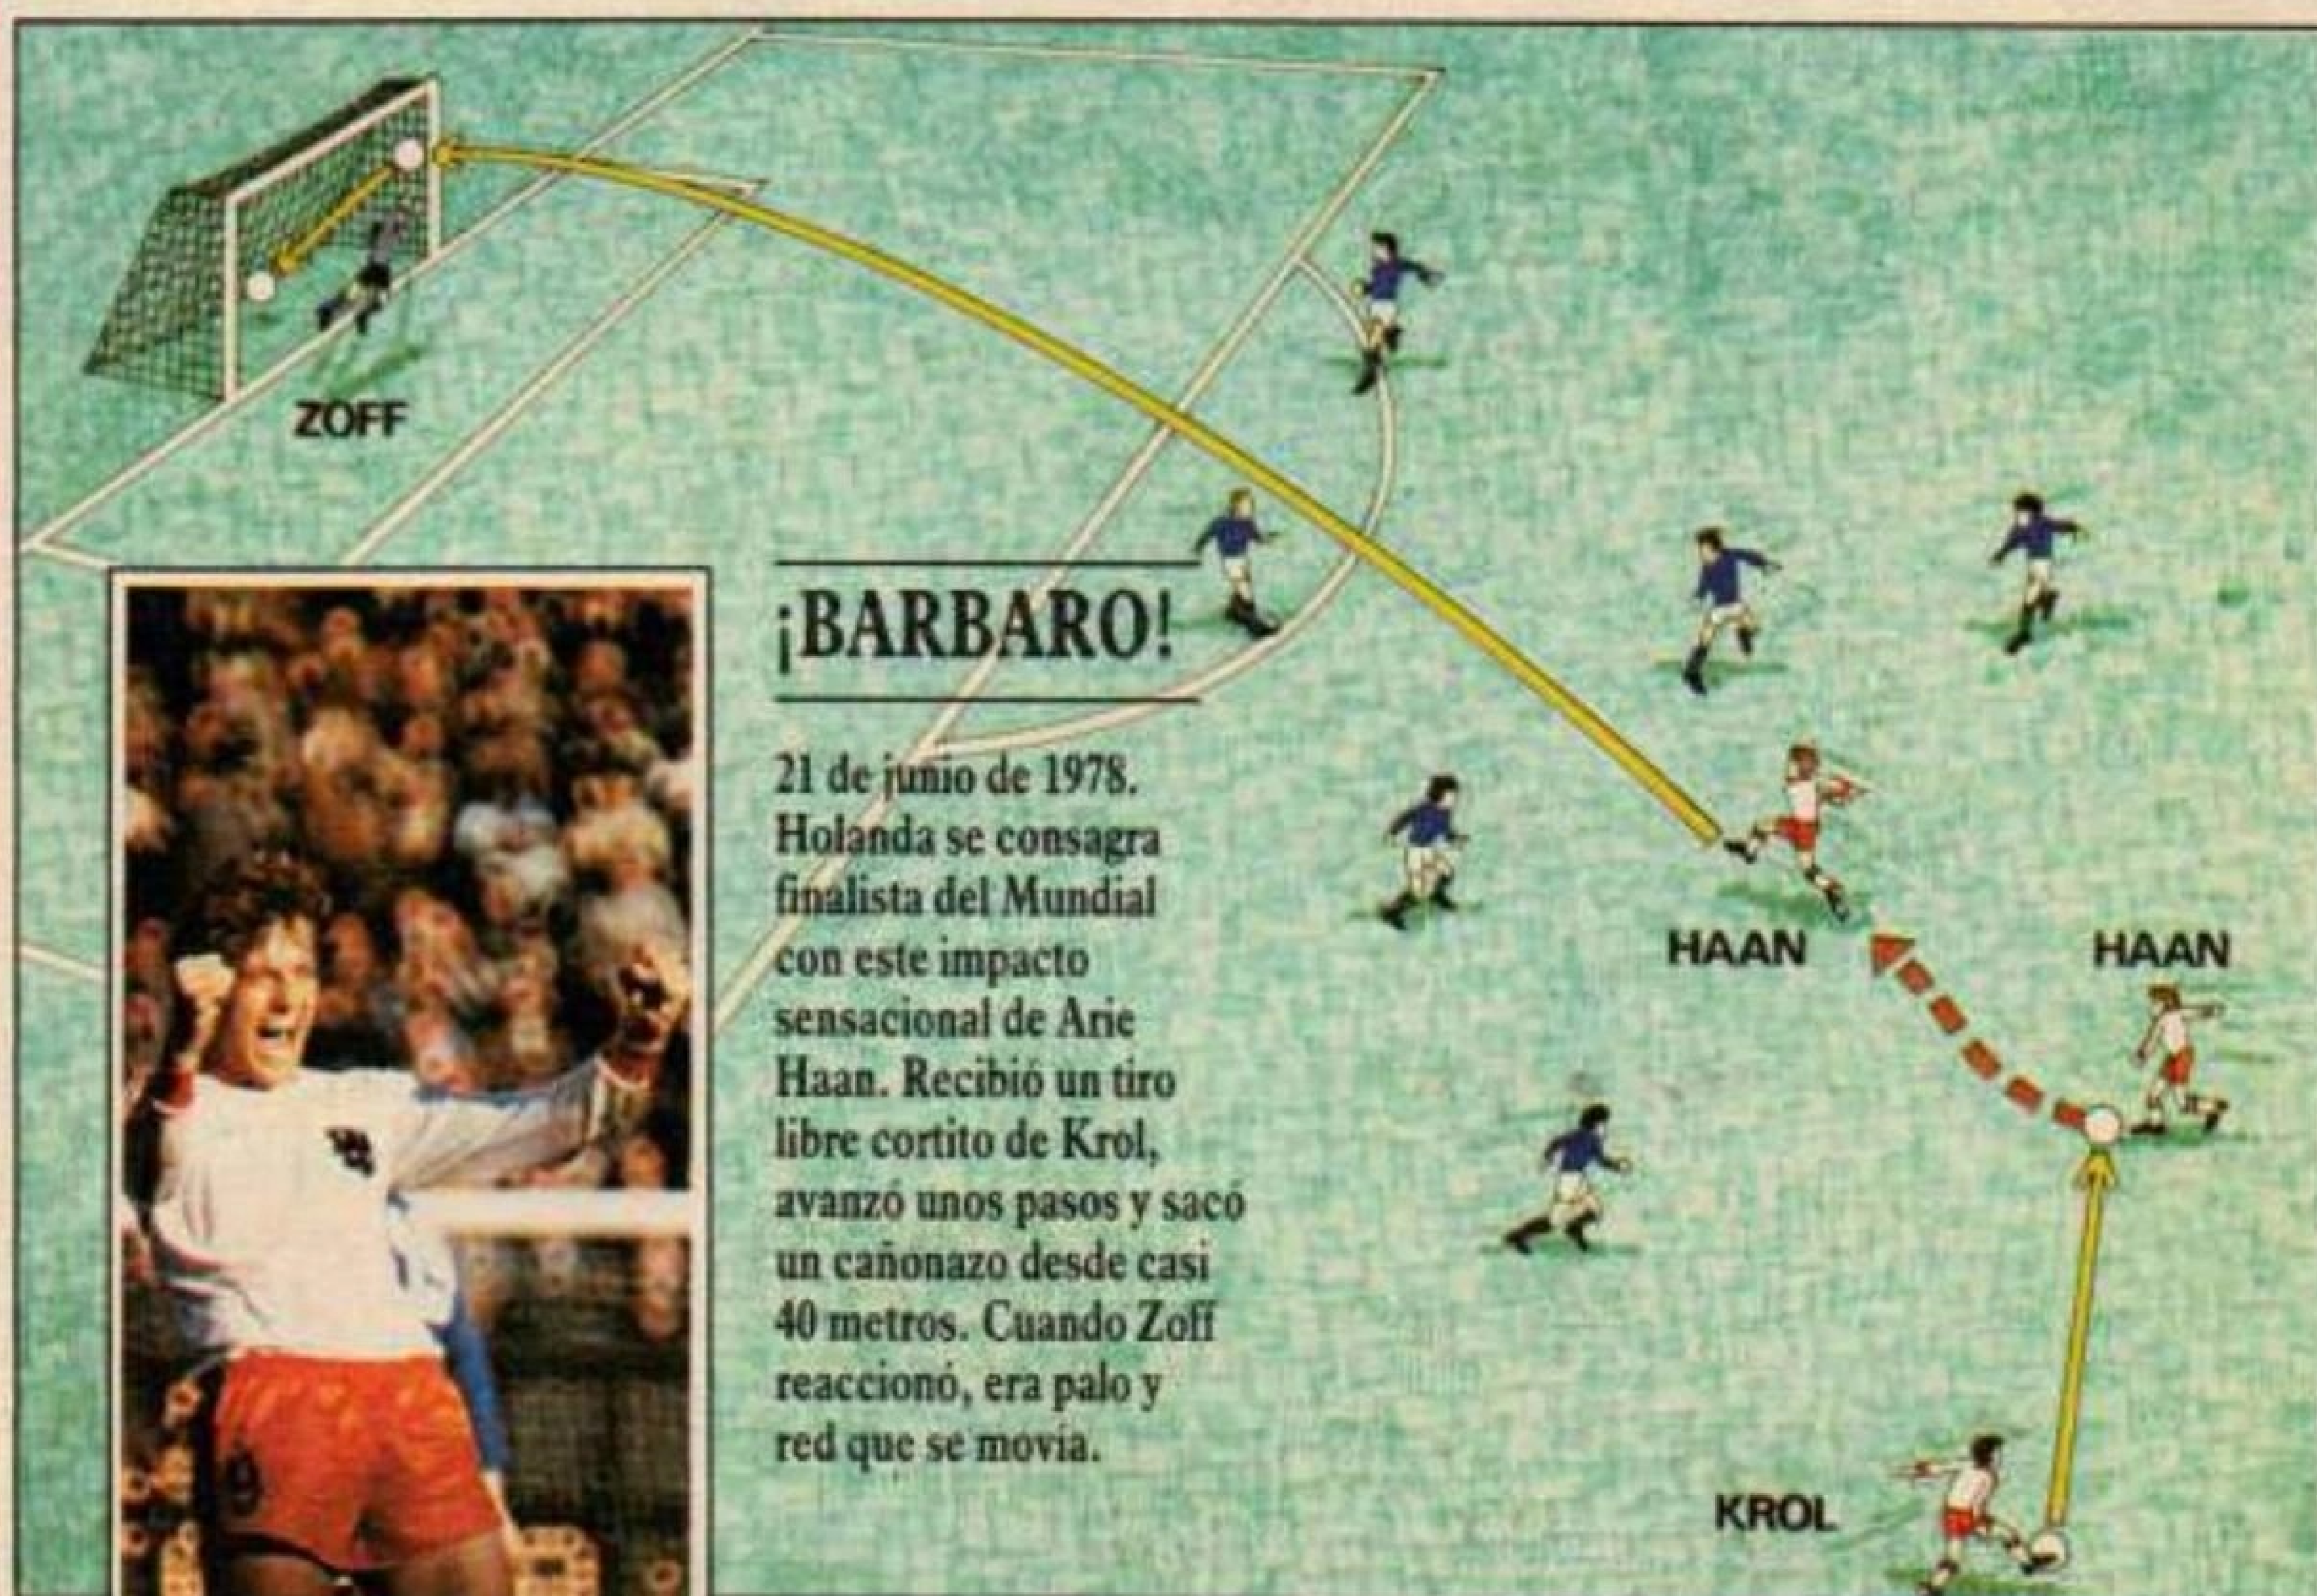 ZOFF
¡BARBARO!
21 de junio de 1978.
Holanda se consagra
finalista del Mundial
con este impacto
sensacional de Arie
Haan. Recibió un tiro
libre cortito de Krol,
avanzó unos pasos y sacó
un cañonazo desde casi
40 metros. Cuando Zoff
reaccionó, era palo y
red que se movía.
HAAN
HAAN
KROL
9